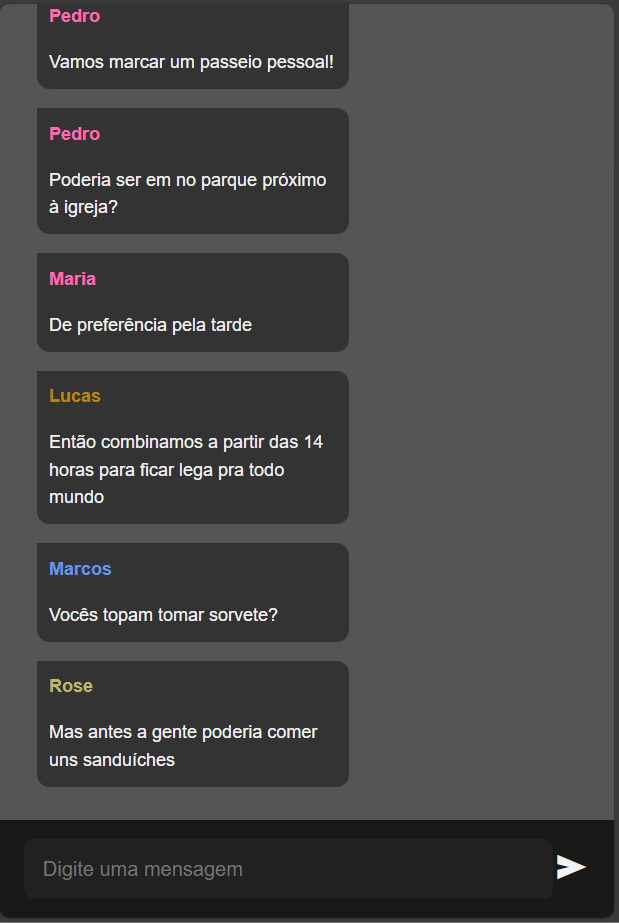 Pedro
Vamos marcar um passeio pessoal!
Pedro
Poderia ser em no parque próximo
à igreja?
Maria
De preferência pela tarde
Lucas
Então combinamos a partir das 14
horas para ficar lega pra todo
mundo
Marcos
Vocês topam tomar sorvete?
Rose
Mas antes a gente poderia comer
uns sanduíches
Digite uma mensagem